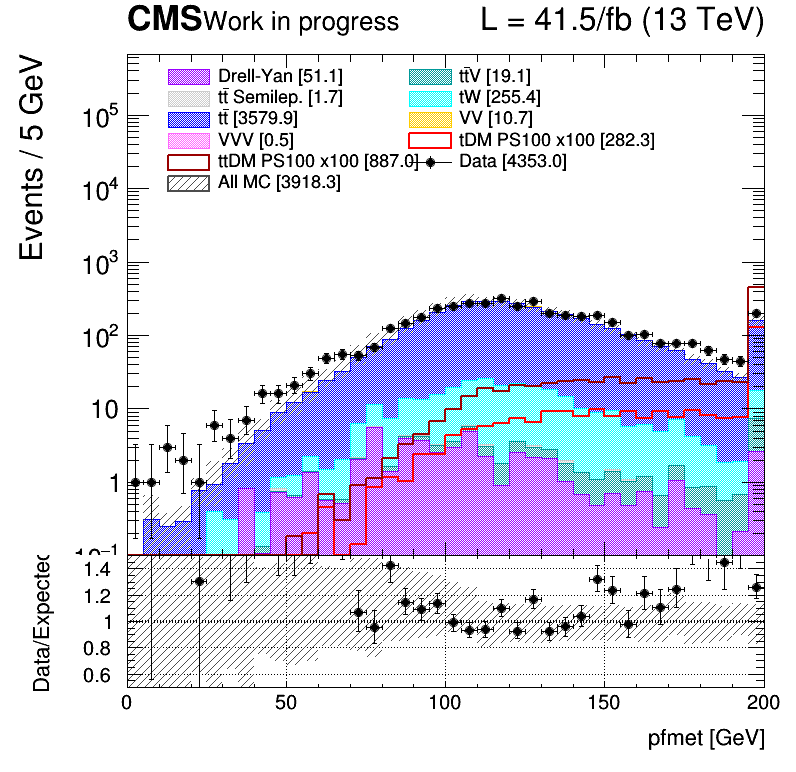 CMS Work in progress L = 41.5/fb (13 TeV)
Drell-Yan [51.1] tt̄V [19.1]
tt̄ Semilep. [1.7] tW [255.4]
tt̄ [3579.9] VV [10.7]
VVV [0.5] tDM PS100 x100 [282.3]
ttDM PS100 x100 [887.0] Data [4353.0]
All MC [3918.3]
Events / 5 GeV
10⁵
10⁴
10³
10²
10
1
10⁻¹
Data/Expected
1.4
1.2
1
0.8
0.6
0 50 100 150 200
pfmet [GeV]